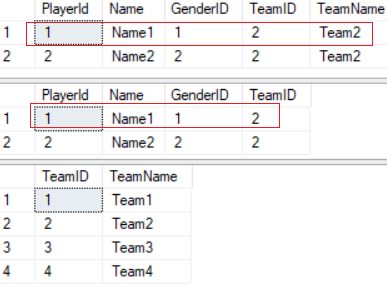 PlayerId Name GenderID TeamID TeamName
1 1 Name1 1 2 Team2
2 2 Name2 2 2 Team2
PlayerId Name GenderID TeamID
1 1 Name1 1 2
2 2 Name2 2 2
TeamID TeamName
1 1 Team1
2 2 Team2
3 3 Team3
4 4 Team4